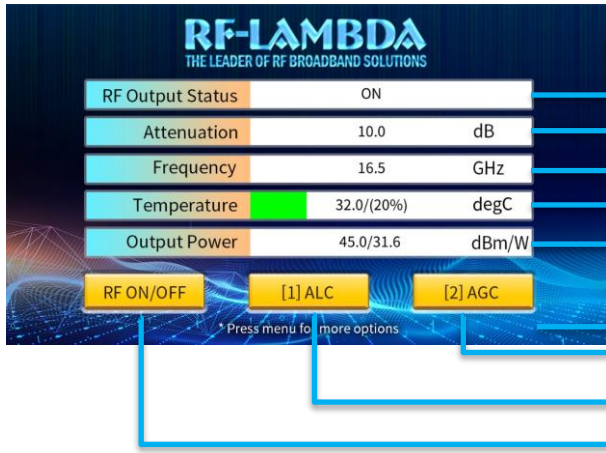 RF-LAMBDA
THE LEADER OF RF BROADBAND SOLUTIONS
RF Output Status ON
Attenuation 10.0 dB
Frequency 16.5 GHz
Temperature 32.0/(20%) degC
Output Power 45.0/31.6 dBm/W
RF ON/OFF [1] ALC [2] AGC
* Press menu for more options